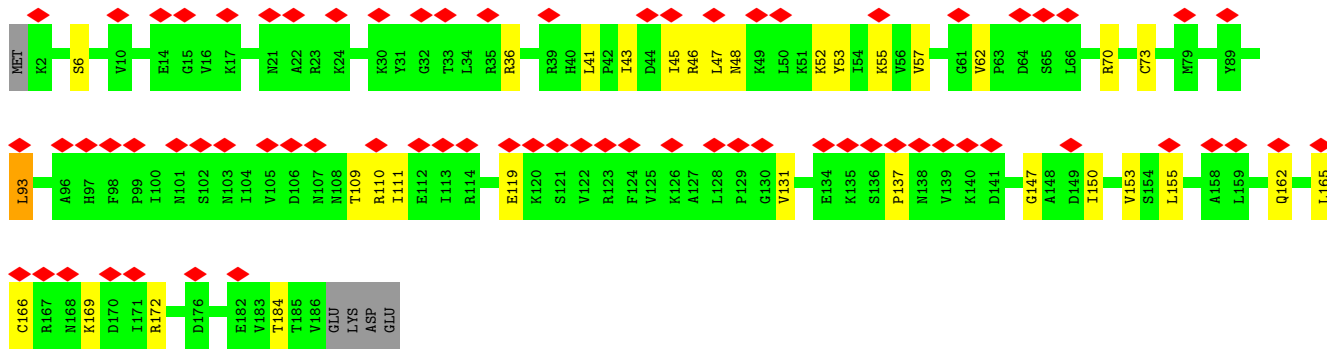 MET K2 S6 V10 E14 G15 V16 K17 N21 A22 R23 K24 K30 Y31 G32 T33 L34 R35 R36 R39 H40 L41 P42 I43 D44 I45 R46 L47 N48 K49 L50 K51 K52 Y53 I54 K55 V56 V57 G61 V62 P63 D64 S65 L66 R70 C73 M79 Y89
L93 A96 H97 F98 P99 I100 N101 S102 N103 I104 V105 D106 N107 N108 T109 R110 I111 E112 I113 R114 E119 K120 S121 V122 R123 F124 V125 K126 A127 L128 P129 G130 V131 E134 K135 S136 P137 N138 V139 K140 D141 G147 A148 D149 I150 V153 S154 L155 A158 L159 Q162 L165
C166 R167 N168 K169 D170 I171 R172 D176 E182 V183 T184 T185 V186 GLU LYS ASP GLU